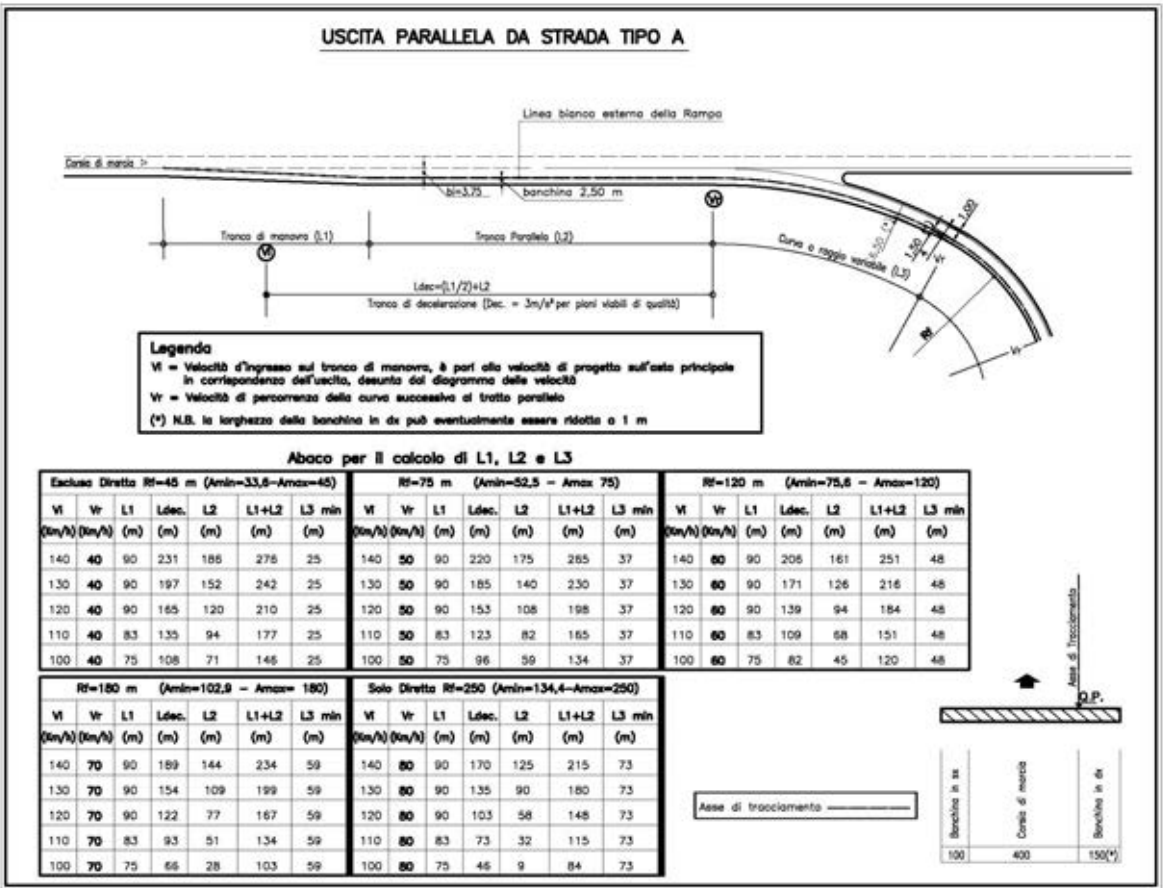 USCITA PARALLELA DA STRADA TIPO A
Linea bianca esterna della Rampa
Corsia di marcia >
bi=3,75
banchina 2,50 m
Vr
1,00
6,50 (*)
1,50
Tronco di manovra (L1)
Tronco Parallelo (L2)
Curva a raggio variabile (L3)
Vi
Ldec=(L1/2)+L2
Tronco di decelerazione (Dec. = 3m/s² per piani viabili di qualità)
Rf
Legenda
Vi = Velocità d'ingresso sul tronco di manovra, è pari alla velocità di progetto sull'asta principale
in corrispondenza dell'uscita, desunta dal diagramma delle velocità
Vr = Velocità di percorrenza della curva successiva al tratto parallelo
(*) N.B. la larghezza della banchina in dx può eventualmente essere ridotta a 1 m
Abaco per il calcolo di L1, L2 e L3
Esclusa Diretta Rf=45 m (Amin=33,6-Amax=45) Rf=75 m (Amin=52,5 - Amax 75) Rf=120 m (Amin=75,6 - Amax=120)
Vi Vr L1 Ldec. L2 L1+L2 L3 min Vi Vr L1 Ldec. L2 L1+L2 L3 min Vi Vr L1 Ldec. L2 L1+L2 L3 min
(Km/h) (Km/h) (m) (m) (m) (m) (m) (Km/h) (Km/h) (m) (m) (m) (m) (m) (Km/h) (Km/h) (m) (m) (m) (m) (m)
140 40 90 231 186 276 25 140 50 90 220 175 265 37 140 60 90 206 161 251 48
130 40 90 197 152 242 25 130 50 90 185 140 230 37 130 60 90 171 126 216 48
120 40 90 165 120 210 25 120 50 90 153 108 198 37 120 60 90 139 94 184 48
110 40 83 135 94 177 25 110 50 83 123 82 165 37 110 60 83 109 68 151 48
100 40 75 108 71 146 25 100 50 75 96 59 134 37 100 60 75 82 45 120 48
Rf=180 m (Amin=102,9 - Amax= 180) Solo Diretta Rf=250 (Amin=134,4-Amax=250)
Vi Vr L1 Ldec. L2 L1+L2 L3 min Vi Vr L1 Ldec. L2 L1+L2 L3 min
(Km/h) (Km/h) (m) (m) (m) (m) (m) (Km/h) (Km/h) (m) (m) (m) (m) (m)
140 70 90 189 144 234 59 140 80 90 170 125 215 73
130 70 90 154 109 199 59 130 80 90 135 90 180 73
120 70 90 122 77 167 59 120 80 90 103 58 148 73
110 70 83 93 51 134 59 110 80 83 73 32 115 73
100 70 75 66 28 103 59 100 80 75 46 9 84 73
Asse di tracciamento
Asse di Tracciamento
Q.P.
Banchina in sx
Corsia di marcia
Banchina in dx
100 400 150(*)